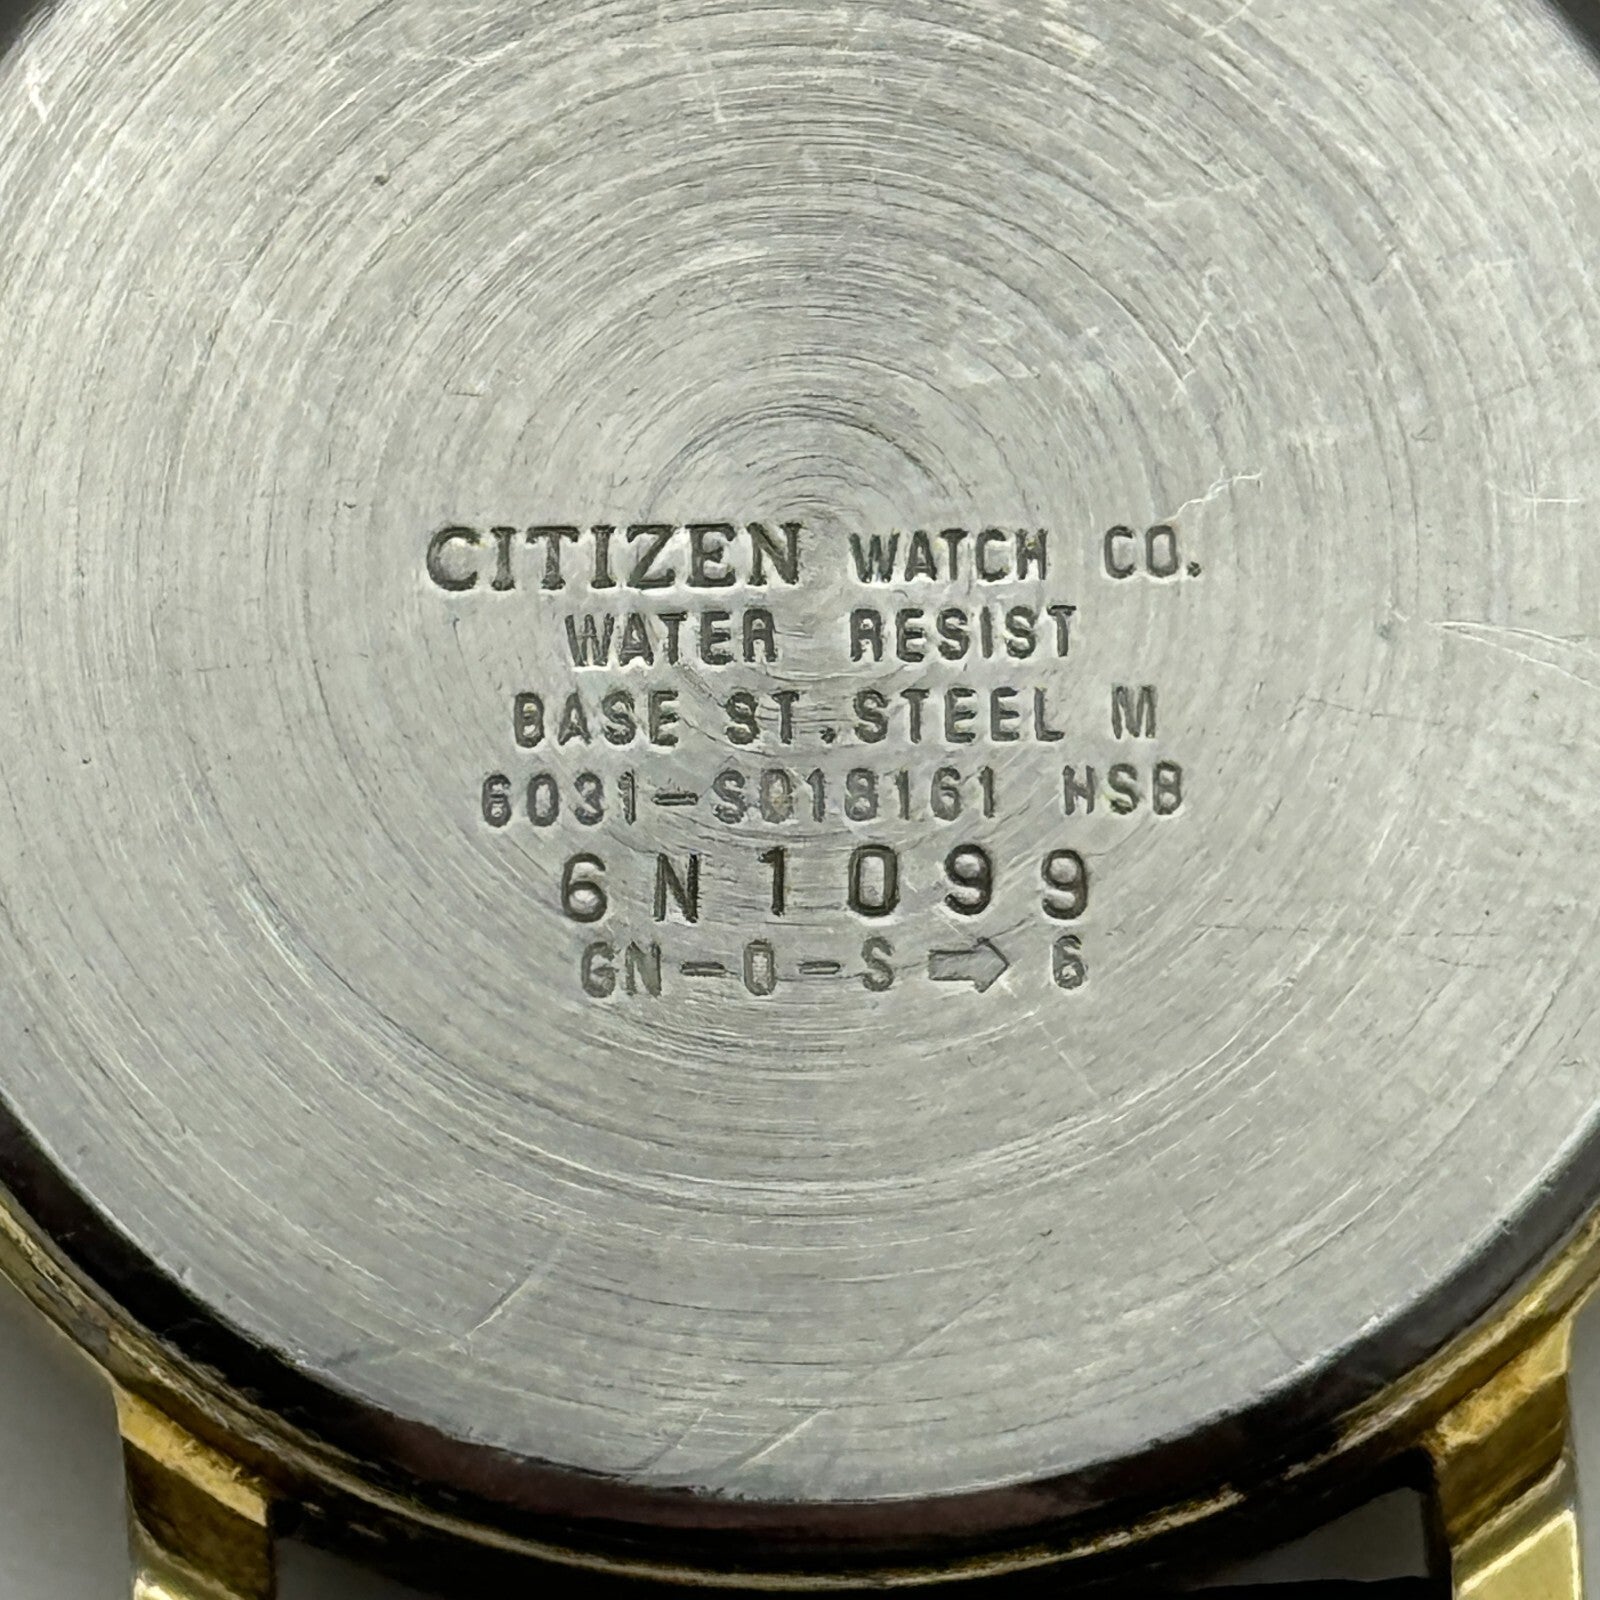 CITIZEN WATCH CO.
WATER RESIST
BASE ST.STEEL M
6031-S018161 HSB
6N1099
GN-0-S⇨6